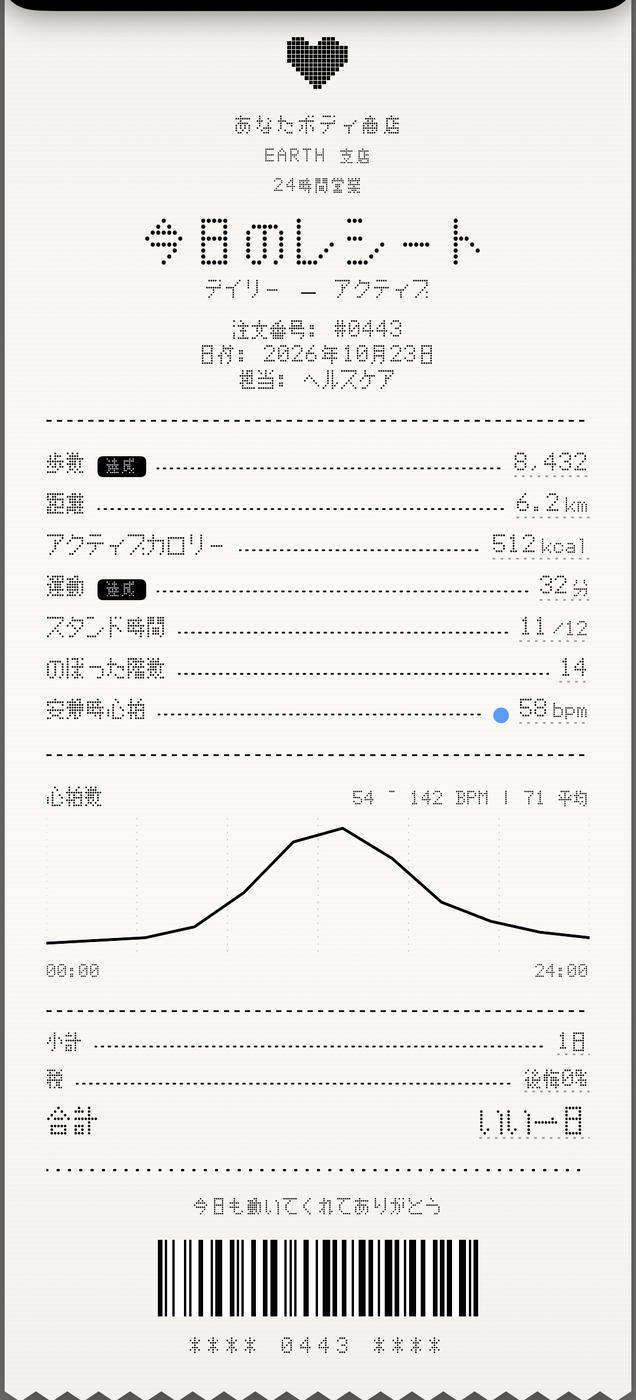 あなたボディ商店
EARTH 支店
24時間営業
今日のレシート
デイリー — アクティブ
注文番号: #0443
日付: 2026年10月23日
担当: ヘルスケア
歩数 達成 8,432
距離 6.2km
アクティブカロリー 512kcal
運動 達成 32分
スタンド時間 11/12
のぼった階数 14
安静時心拍 58bpm
心拍数 54 ‾ 142 BPM | 71 平均
00:00 24:00
小計 1日
税 後悔0%
合計 いい一日
今日も動いてくれてありがとう
**** 0443 ****